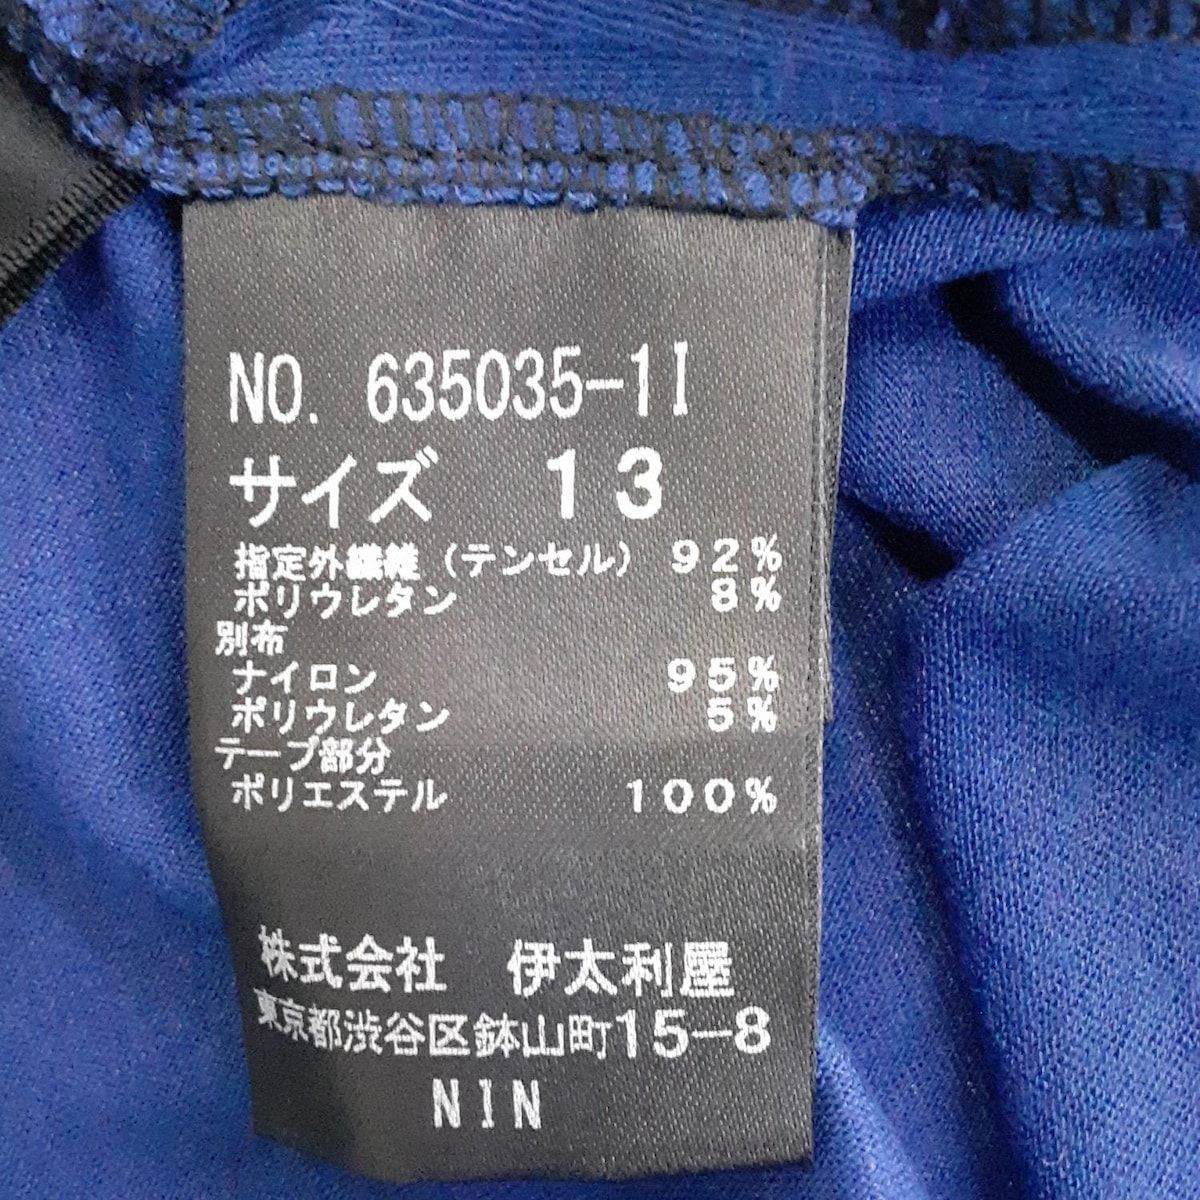 NO. 635035-1I
サイズ 13
指定外繊維 (テンセル) 92%
ポリウレタン 8%
別布
ナイロン 95%
ポリウレタン 5%
テープ部分
ポリエステル 100%
株式会社 伊太利屋
東京都渋谷区鉢山町15-8
NIN